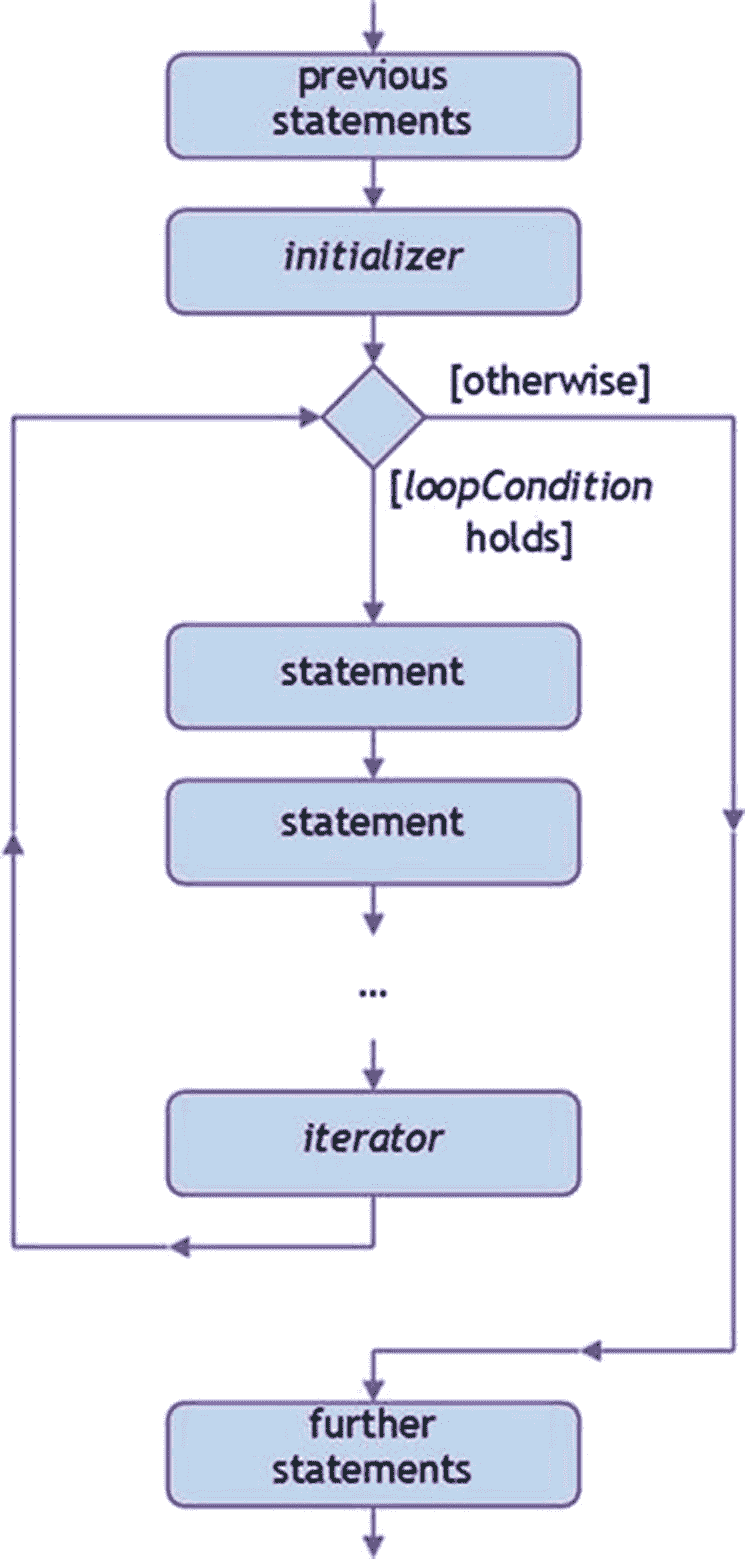 previous
statements
initializer
[otherwise]
[loopCondition
holds]
statement
statement
...
iterator
further
statements